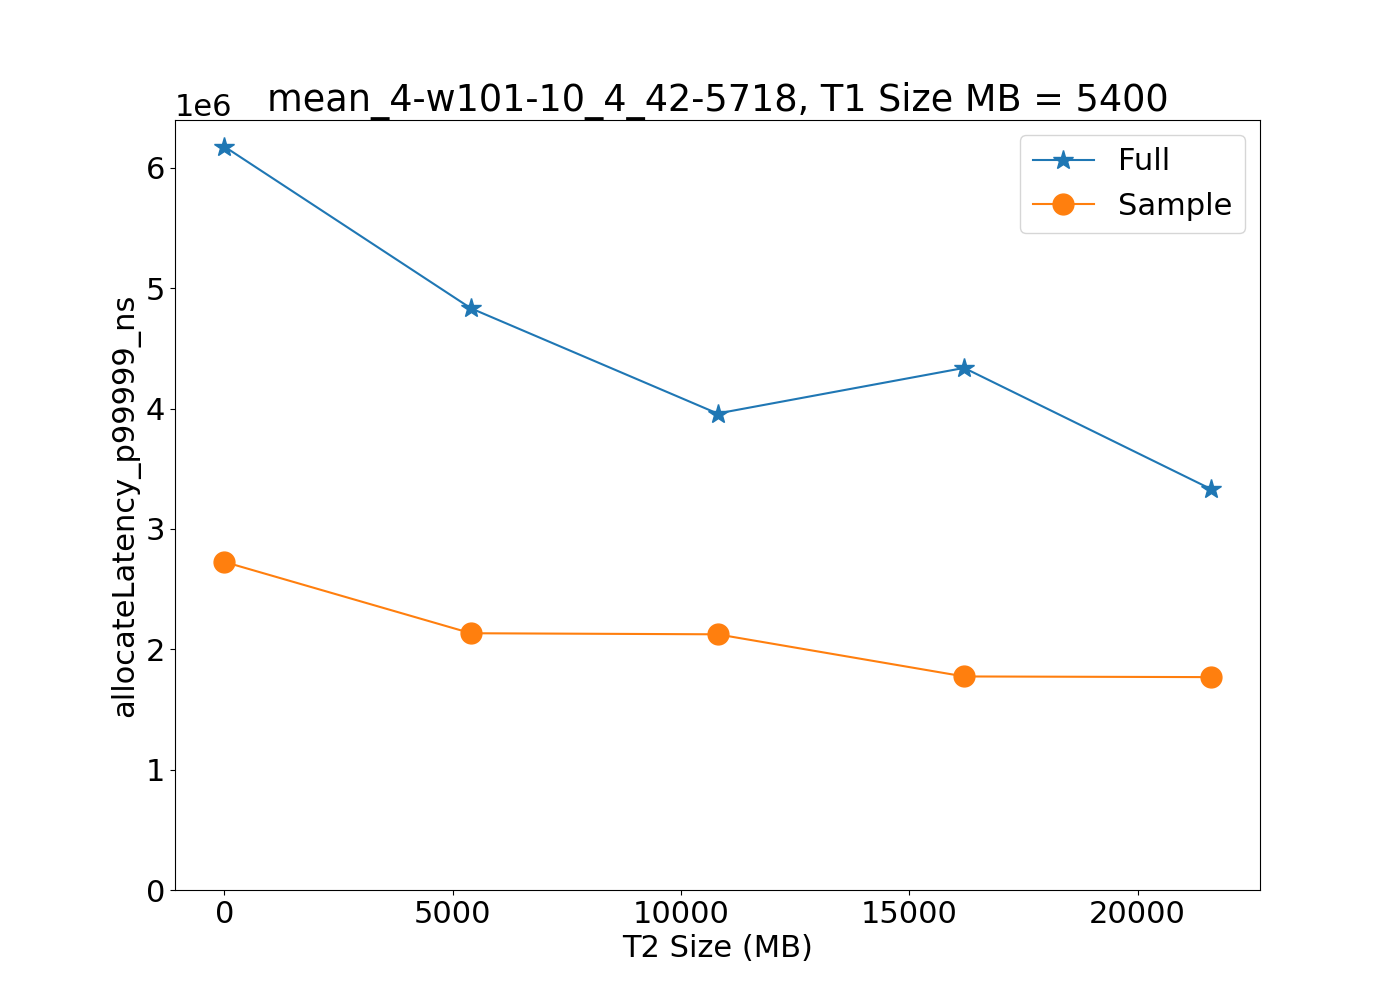 1e6
mean_4-w101-10_4_42-5718, T1 Size MB = 5400
Full
Sample
allocateLatency_p99999_ns
6
5
4
3
2
1
0
0 5000 10000 15000 20000
T2 Size (MB)